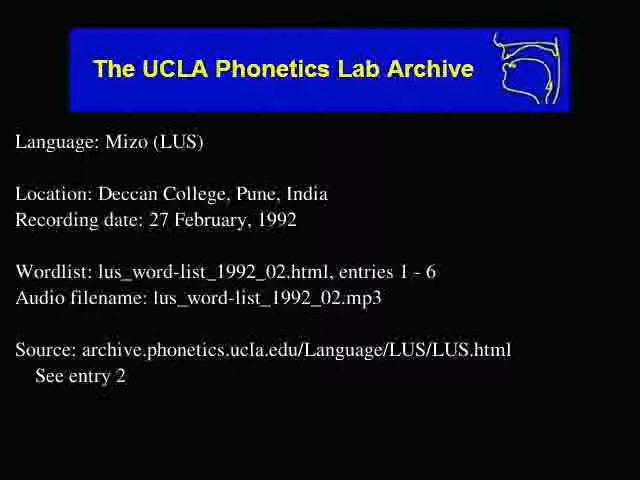 The UCLA Phonetics Lab Archive
Language: Mizo (LUS)
Location: Deccan College, Pune, India
Recording date: 27 February, 1992
Wordlist: lus_word-list_1992_02.html, entries 1 - 6
Audio filename: lus_word-list_1992_02.mp3
Source: archive.phonetics.ucla.edu/Language/LUS/LUS.html
See entry 2